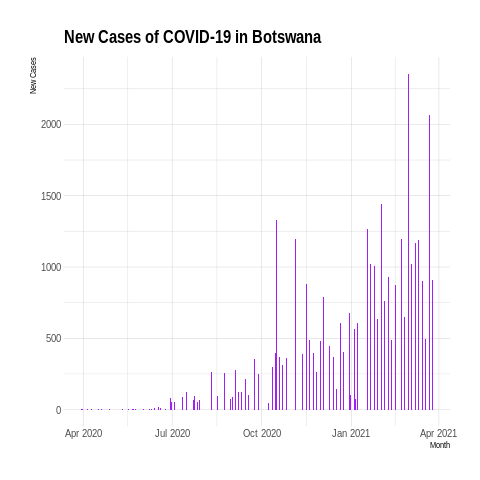 New Cases of COVID-19 in Botswana
New Cases
2000
1500
1000
500
0
Apr 2020 Jul 2020 Oct 2020 Jan 2021 Apr 2021
Month